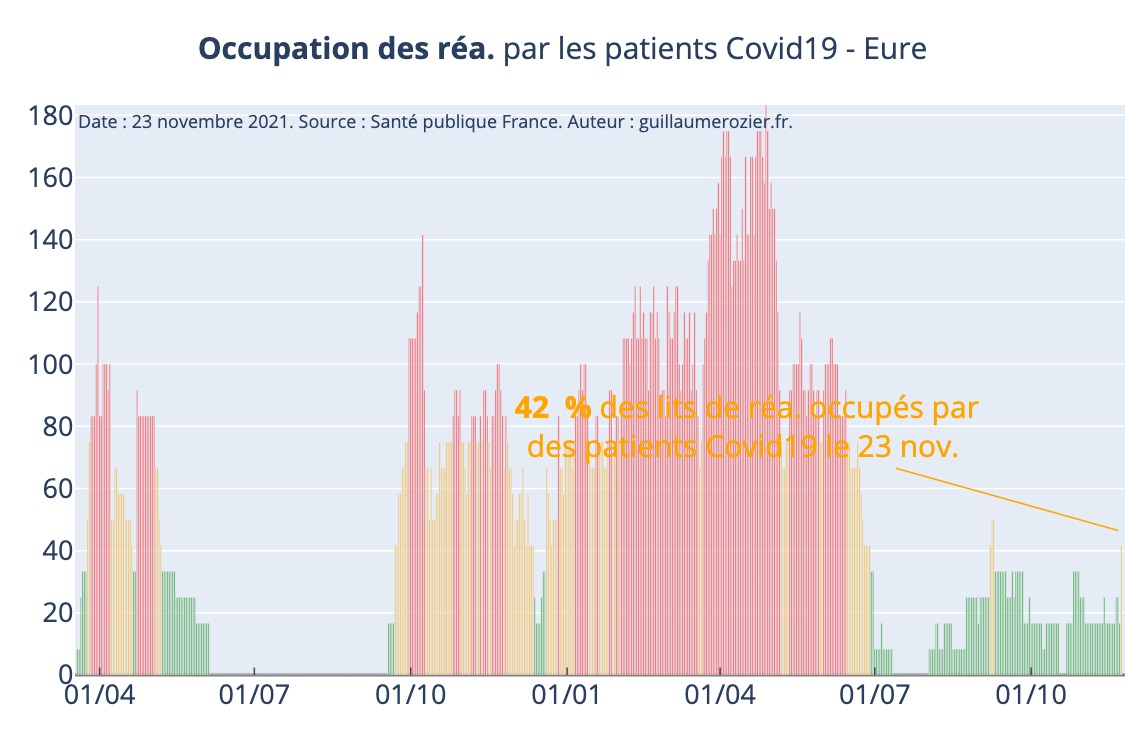 Occupation des réa. par les patients Covid19 - Eure
180
Date : 23 novembre 2021. Source : Santé publique France. Auteur : guillaumerozier.fr.
160
140
120
100
80
42 % des lits de réa. occupés par
des patients Covid19 le 23 nov.
60
40
20
0
01/04 01/07 01/10 01/01 01/04 01/07 01/10